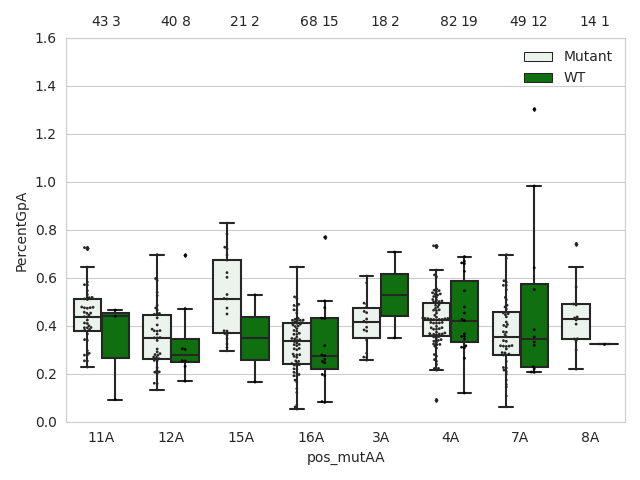 43 3 40 8 21 2 68 15 18 2 82 19 49 12 14 1
1.6
1.4
1.2
1.0
0.8
0.6
0.4
0.2
0.0
PercentGpA
Mutant
WT
11A 12A 15A 16A 3A 4A 7A 8A
pos_mutAA